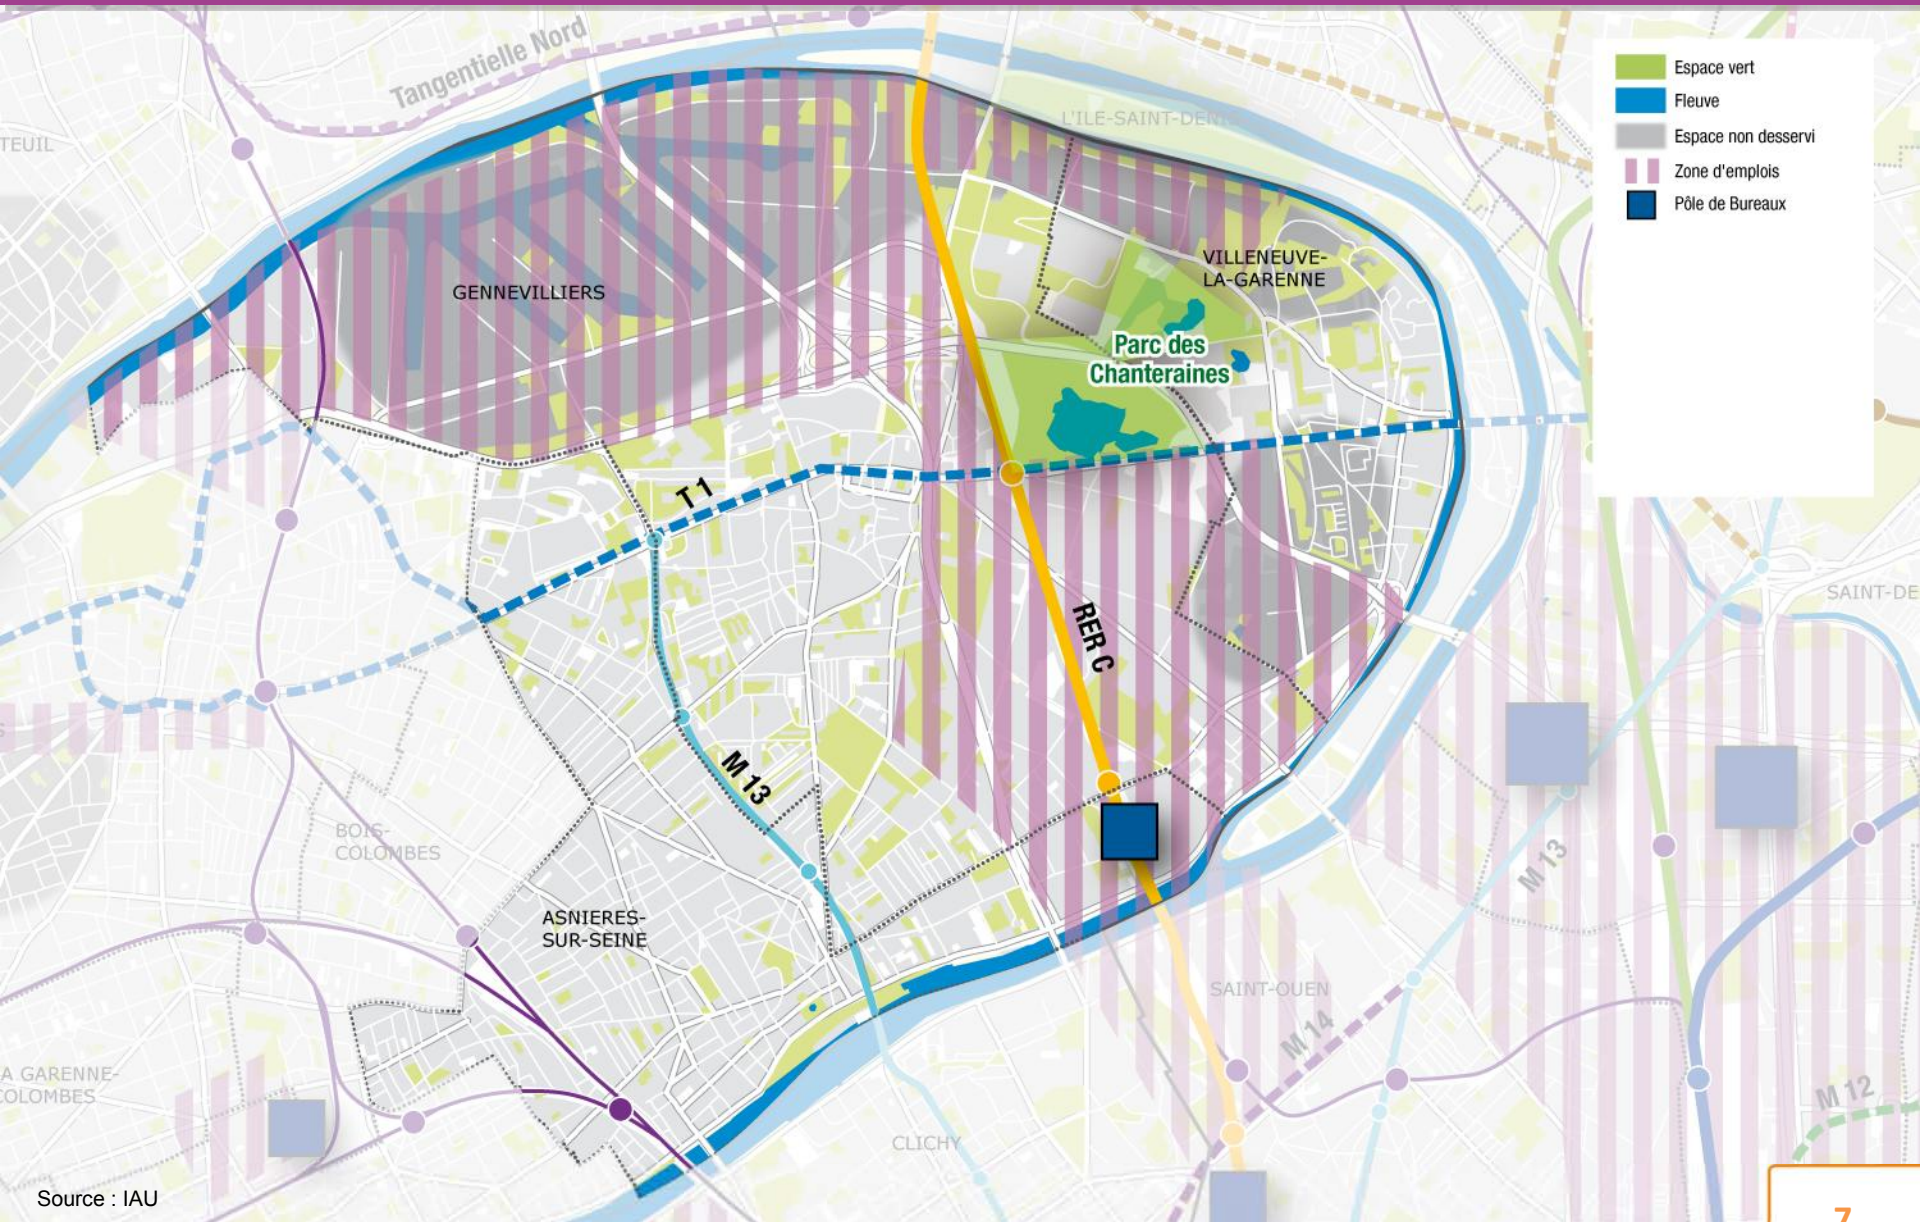 Tangentielle Nord
Espace vert
Fleuve
Espace non desservi
Zone d'emplois
Pôle de Bureaux
TEUIL
L'ILE-SAINT-DEN
GENNEVILLIERS
VILLENEUVE-
LA-GARENNE
Parc des
Chanteraines
T 1
RER C
SAINT-DE
M 13
BOIS-
COLOMBES
M 13
ASNIERES-
SUR-SEINE
SAINT-OUEN
M 14
A GARENNE-
COLOMBES
M 12
CLICHY
Source : IAU
7